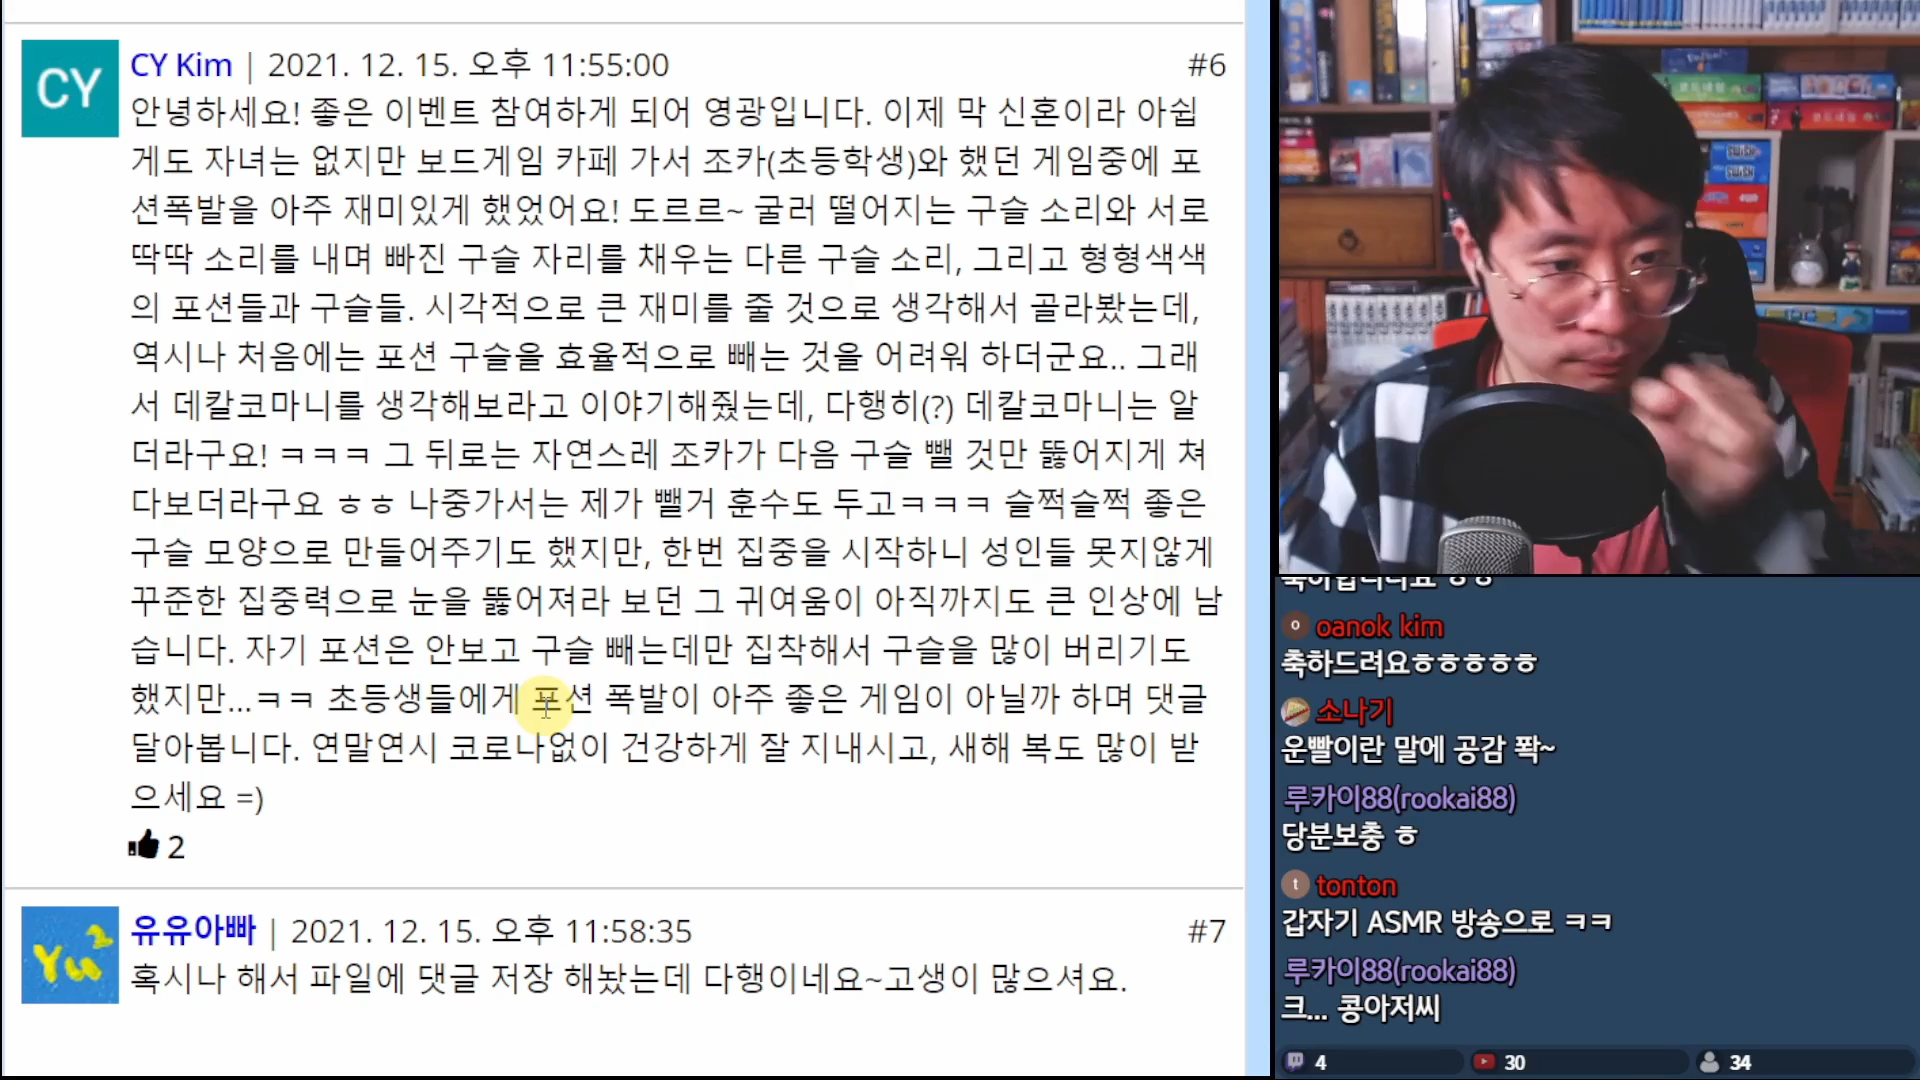 CY
CY Kim | 2021. 12. 15. 오후 11:55:00
#6
안녕하세요! 좋은 이벤트 참여하게 되어 영광입니다. 이제 막 신혼이라 아쉽
게도 자녀는 없지만 보드게임 카페 가서 조카(초등학생)와 했던 게임중에 포
션폭발을 아주 재미있게 했었어요! 도르르~ 굴러 떨어지는 구슬 소리와 서로
딱딱 소리를 내며 빠진 구슬 자리를 채우는 다른 구슬 소리, 그리고 형형색색
의 포션들과 구슬들. 시각적으로 큰 재미를 줄 것으로 생각해서 골라봤는데,
역시나 처음에는 포션 구슬을 효율적으로 빼는 것을 어려워 하더군요.. 그래
서 데칼코마니를 생각해보라고 이야기해줬는데, 다행히(?) 데칼코마니는 알
더라구요! ㅋㅋㅋ 그 뒤로는 자연스레 조카가 다음 구슬 뺄 것만 뚫어지게 쳐
다보더라구요 ㅎㅎ 나중가서는 제가 뺄거 훈수도 두고ㅋㅋㅋ 슬쩍슬쩍 좋은
구슬 모양으로 만들어주기도 했지만, 한번 집중을 시작하니 성인들 못지않게
꾸준한 집중력으로 눈을 뚫어져라 보던 그 귀여움이 아직까지도 큰 인상에 남
습니다. 자기 포션은 안보고 구슬 빼는데만 집착해서 구슬을 많이 버리기도
했지만...ㅋㅋ 초등생들에게 포션 폭발이 아주 좋은 게임이 아닐까 하며 댓글
달아봅니다. 연말연시 코로나없이 건강하게 잘 지내시고, 새해 복도 많이 받
으세요 =)
2
Yu2
유유아빠 | 2021. 12. 15. 오후 11:58:35
#7
혹시나 해서 파일에 댓글 저장 해놨는데 다행이네요~고생이 많으셔요.
SWISH
SWISH
o oanok kim
축하드려요ㅎㅎㅎㅎㅎ
소나기
운빨이란 말에 공감 팍~
루카이88(rookai88)
당분보충 ㅎ
t tonton
갑자기 ASMR 방송으로 ㅋㅋ
루카이88(rookai88)
크... 콩아저씨
4
30
34